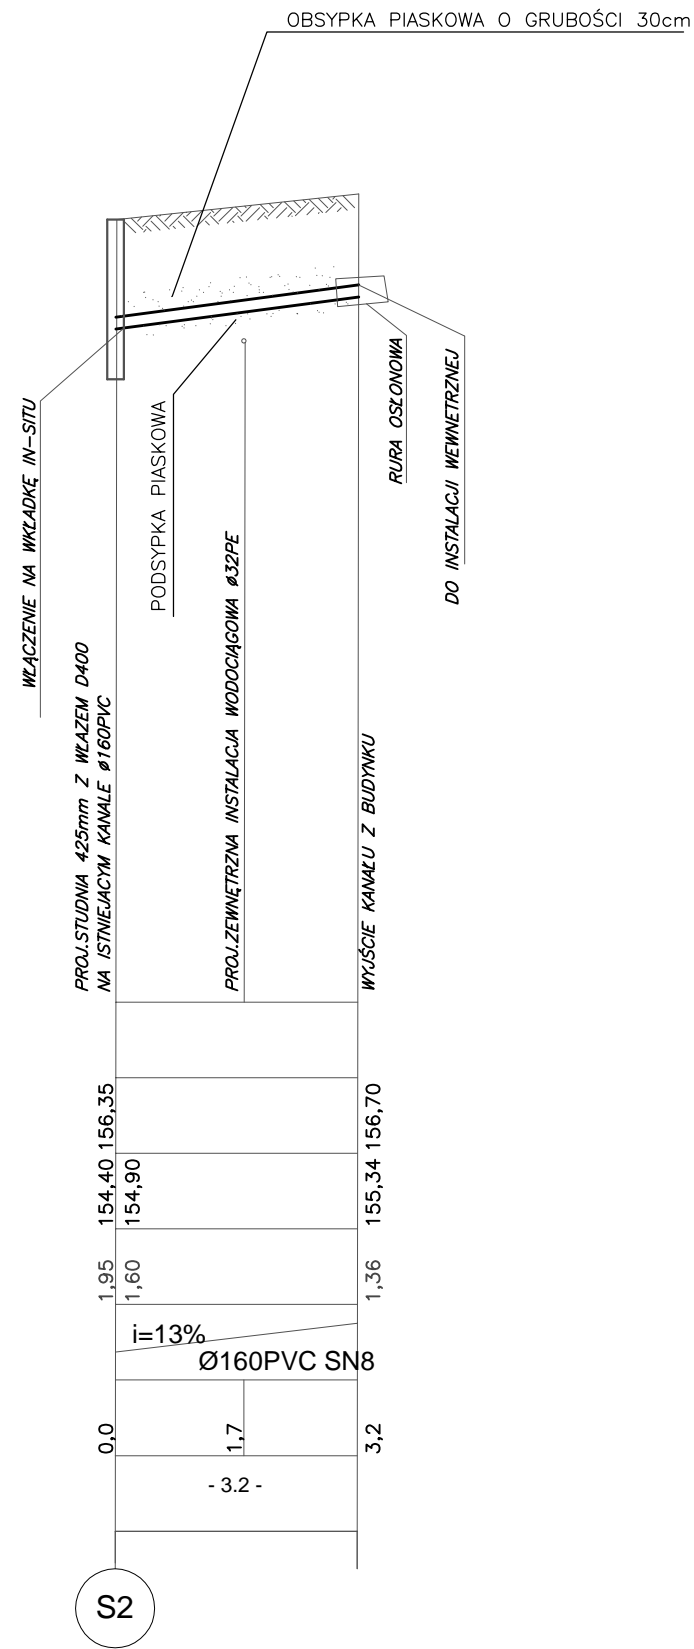 OBSYPKA PIASKOWA O GRUBOŚCI 30cm
WŁĄCZENIE NA WKŁADKĘ IN-SITU
PODSYPKA PIASKOWA
RURA OSŁONOWA
DO INSTALACJI WEWNETRZNEJ
PROJ.STUDNIA 425mm Z WŁAZEM D400
NA ISTNIEJACYM KANALE ø160PVC
PROJ.ZEWNĘTRZNA INSTALACJA WODOCIĄGOWA ø32PE
WYJŚCIE KANAŁU Z BUDYNKU
156,35
156,70
154,40
154,90
155,34
1,95
1,60
1,36
i=13%
Ø160PVC SN8
0,0
1,7
3,2
- 3.2 -
S2